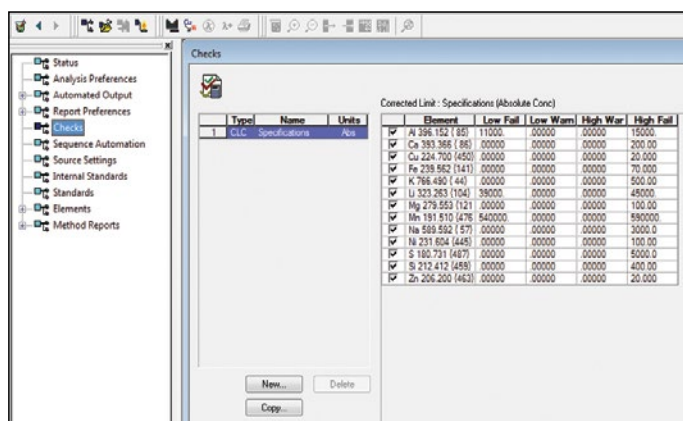 Checks
Status
Analysis Preferences
Automated Output
Report Preferences
Checks
Sequence Automation
Source Settings
Internal Standards
Standards
Elements
Method Reports
Type Name Units
1 CLC Specifications Abs
New... Delete
Copy...
Corrected Limit : Specifications (Absolute Conc)
Element Low Fail Low Warn High War High Fail
Al 396.152 { 85} 11000. .00000 .00000 15000.
Ca 393.366 { 86} .00000 .00000 .00000 200.00
Cu 224.700 {450} .00000 .00000 .00000 20.000
Fe 239.562 {141} .00000 .00000 .00000 70.000
K 766.490 { 44} .00000 .00000 .00000 500.00
Li 323.263 {104} 39000. .00000 .00000 45000.
Mg 279.553 {121 .00000 .00000 .00000 100.00
Mn 191.510 {476 540000. .00000 .00000 590000.
Na 589.592 { 57} .00000 .00000 .00000 3000.0
Ni 231.604 {445} .00000 .00000 .00000 100.00
S 180.731 {487} .00000 .00000 .00000 5000.0
Si 212.412 {459} .00000 .00000 .00000 400.00
Zn 206.200 {463} .00000 .00000 .00000 20.000